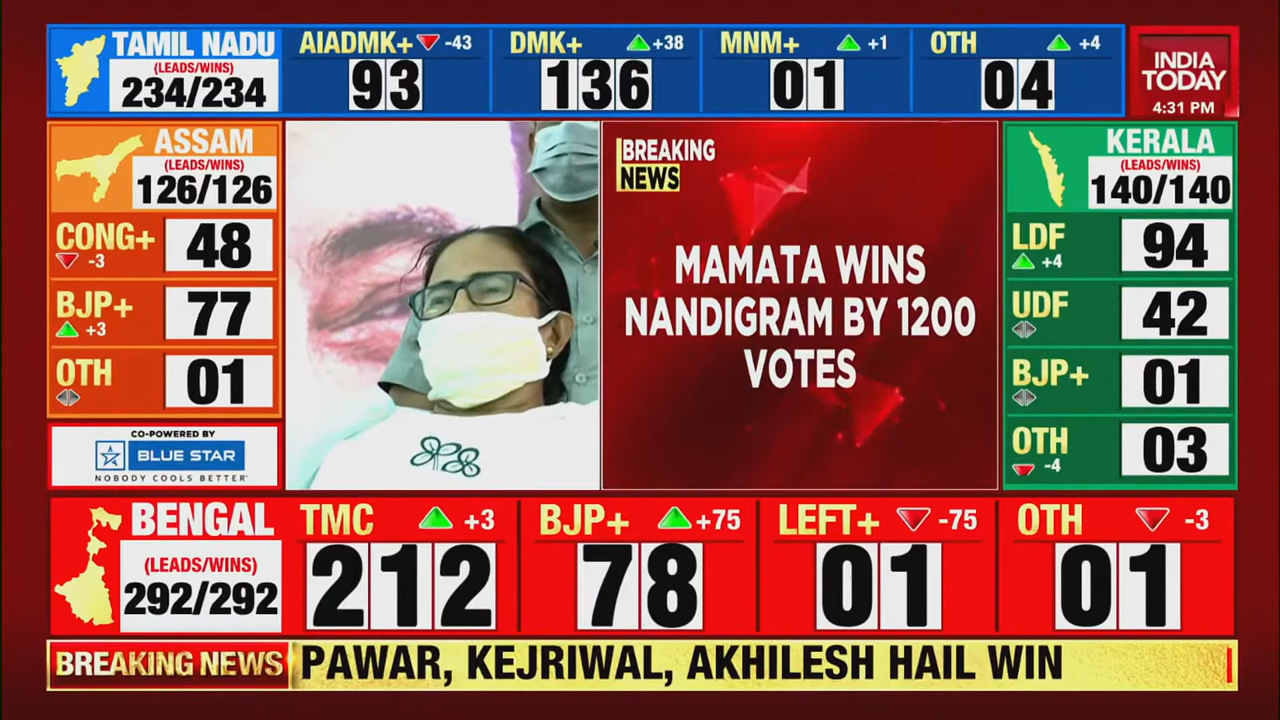 TAMIL NADU
(LEADS/WINS)
234/234
AIADMK+ -43
93
DMK+ +38
136
MNM+ +1
01
OTH +4
04
INDIA
TODAY
4:31 PM
ASSAM
(LEADS/WINS)
126/126
CONG+ 48
-3
BJP+ 77
+3
OTH 01
CO-POWERED BY
BLUE STAR
NOBODY COOLS BETTER
BREAKING
NEWS
MAMATA WINS
NANDIGRAM BY 1200
VOTES
KERALA
(LEADS/WINS)
140/140
LDF 94
+4
UDF 42
BJP+ 01
OTH 03
-4
BENGAL
(LEADS/WINS)
292/292
TMC +3
212
BJP+ +75
78
LEFT+ -75
01
OTH -3
01
BREAKING NEWS PAWAR, KEJRIWAL, AKHILESH HAIL WIN